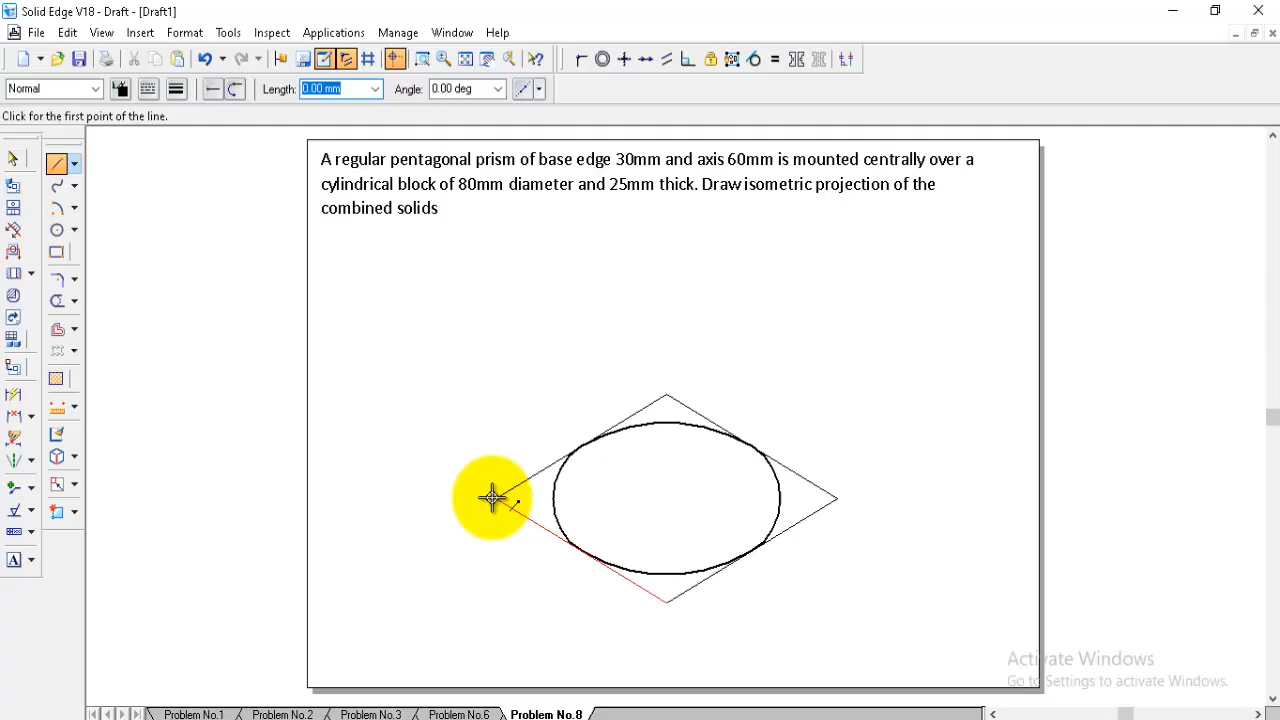 Solid Edge V18 - Draft - [Draft1]
File Edit View Insert Format Tools Inspect Applications Manage Window Help
Normal Length: 0.00 mm Angle: 0.00 deg
Click for the first point of the line.
A regular pentagonal prism of base edge 30mm and axis 60mm is mounted centrally over a
cylindrical block of 80mm diameter and 25mm thick. Draw isometric projection of the
combined solids
Activate Windows
Go to Settings to activate Windows.
Problem No.1 Problem No.2 Problem No.3 Problem No.6 Problem No.8